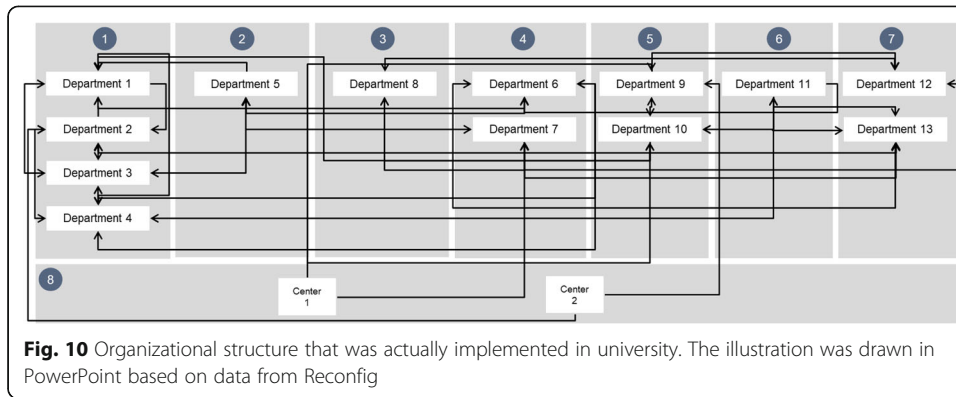 1 2 3 4 5 6 7
Department 1 Department 5 Department 8 Department 6 Department 9 Department 11 Department 12
Department 2 Department 7 Department 10 Department 13
Department 3
Department 4
8
Center Center
1 2
Fig. 10 Organizational structure that was actually implemented in university. The illustration was drawn in
PowerPoint based on data from Reconfig